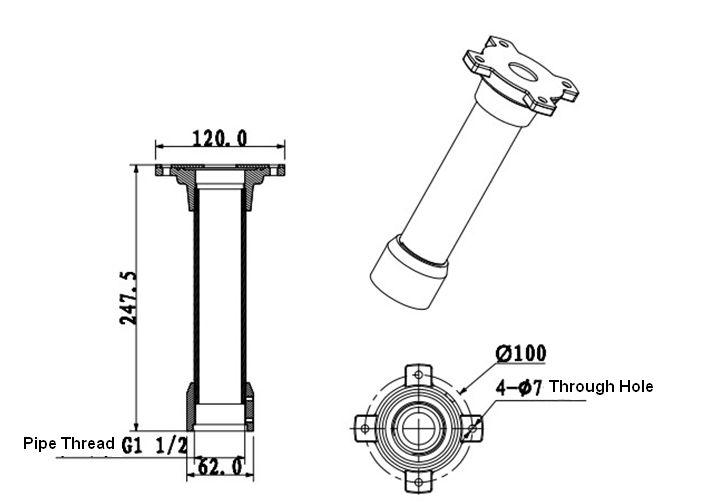 120.0
247.5
Ø100
4-Ø7 Through Hole
Pipe Thread G1 1/2
62.0